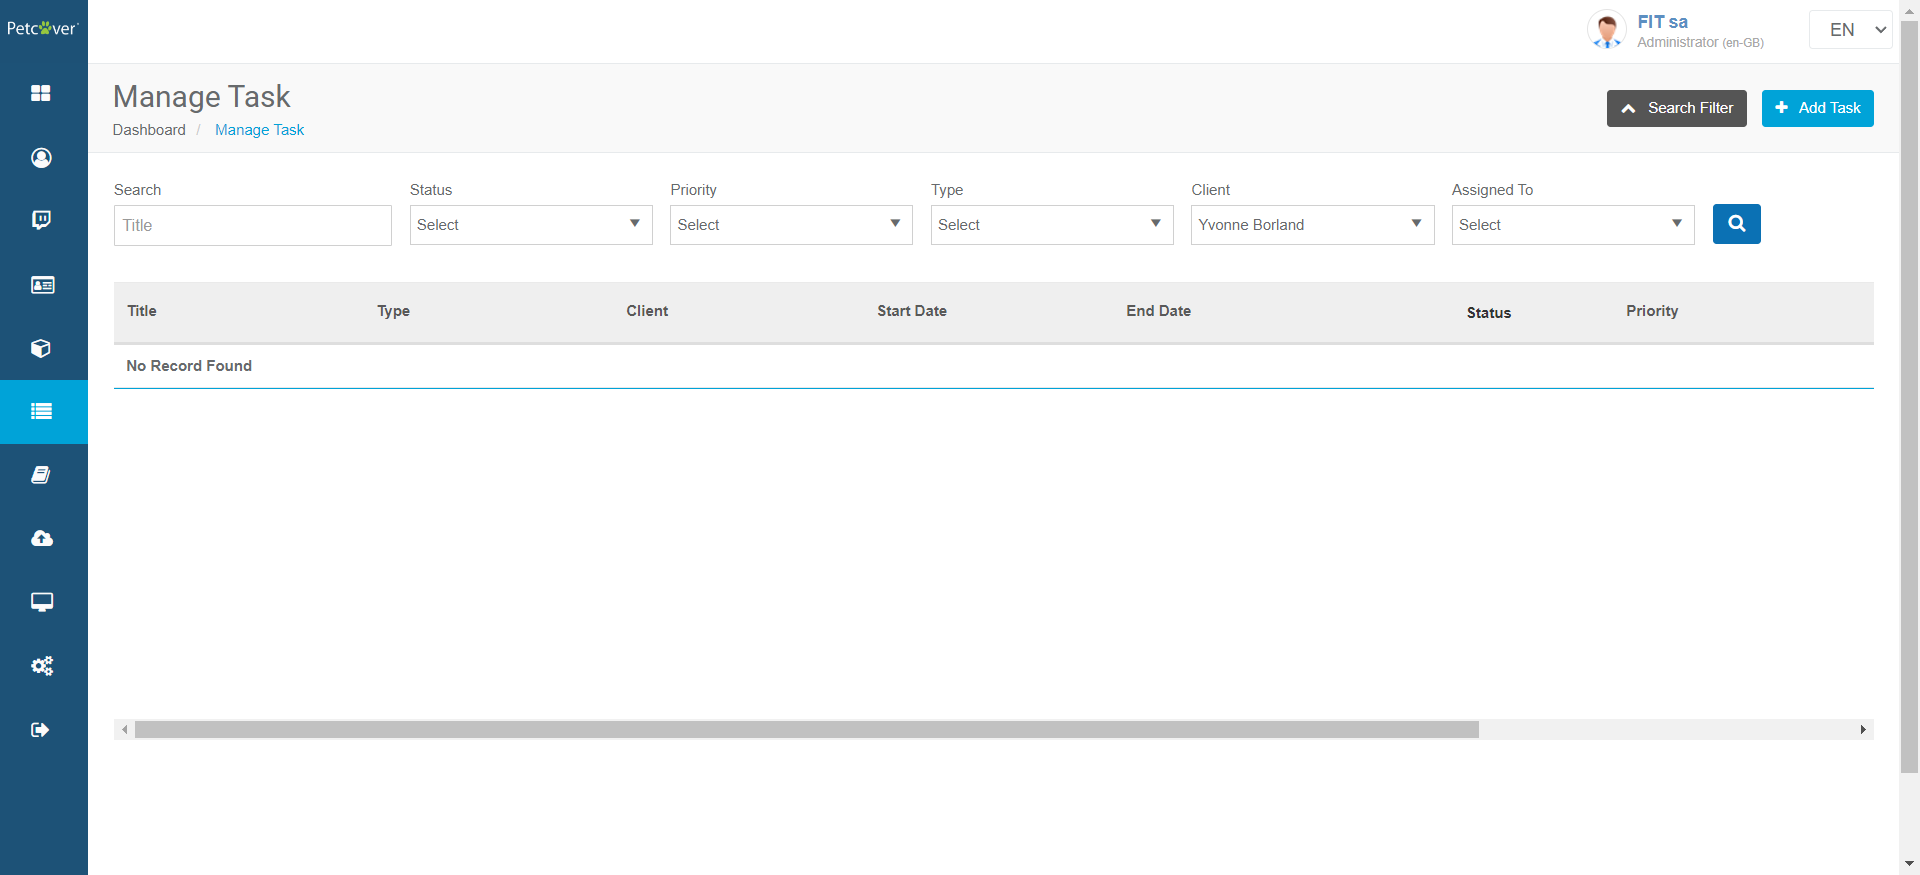 Petcover
FIT sa
Administrator (en-GB)
EN
Manage Task
Dashboard / Manage Task
Search Filter
Add Task
Search Status Priority Type Client Assigned To
Title Select Select Select Yvonne Borland Select
Title Type Client Start Date End Date Status Priority
No Record Found